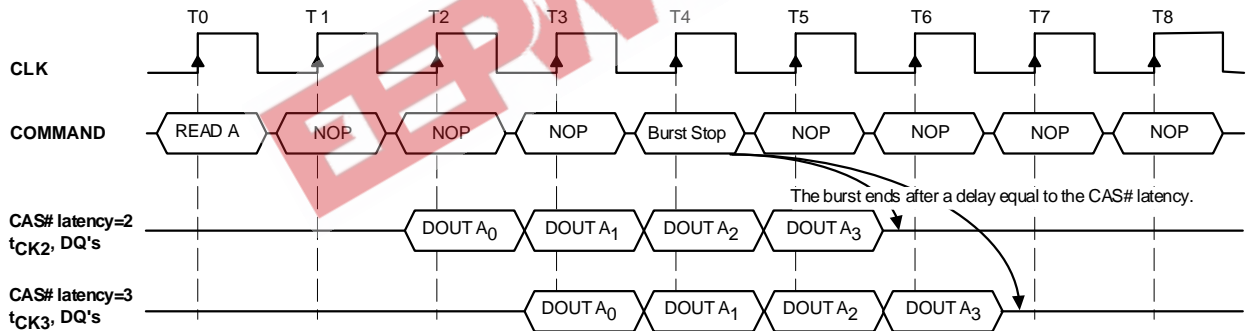 T0 T1 T2 T3 T4 T5 T6 T7 T8
CLK
COMMAND READ A NOP NOP NOP Burst Stop NOP NOP NOP NOP
The burst ends after a delay equal to the CAS# latency.
CAS# latency=2
tCK2, DQ's
DOUT A0 DOUT A1 DOUT A2 DOUT A3
CAS# latency=3
tCK3, DQ's
DOUT A0 DOUT A1 DOUT A2 DOUT A3